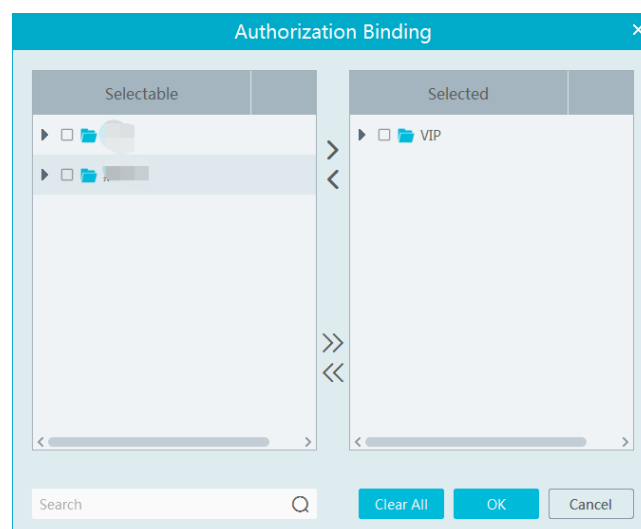 Authorization Binding
Selectable
Selected
VIP
Search
Clear All
OK
Cancel